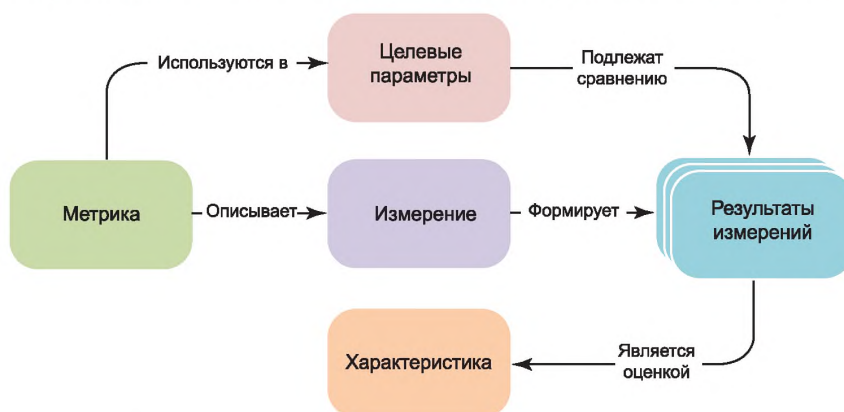 Используются в
Целевые
параметры
Подлежат
сравнению
Метрика
Описывает
Измерение
Формирует
Результаты
измерений
Характеристика
Является
оценкой